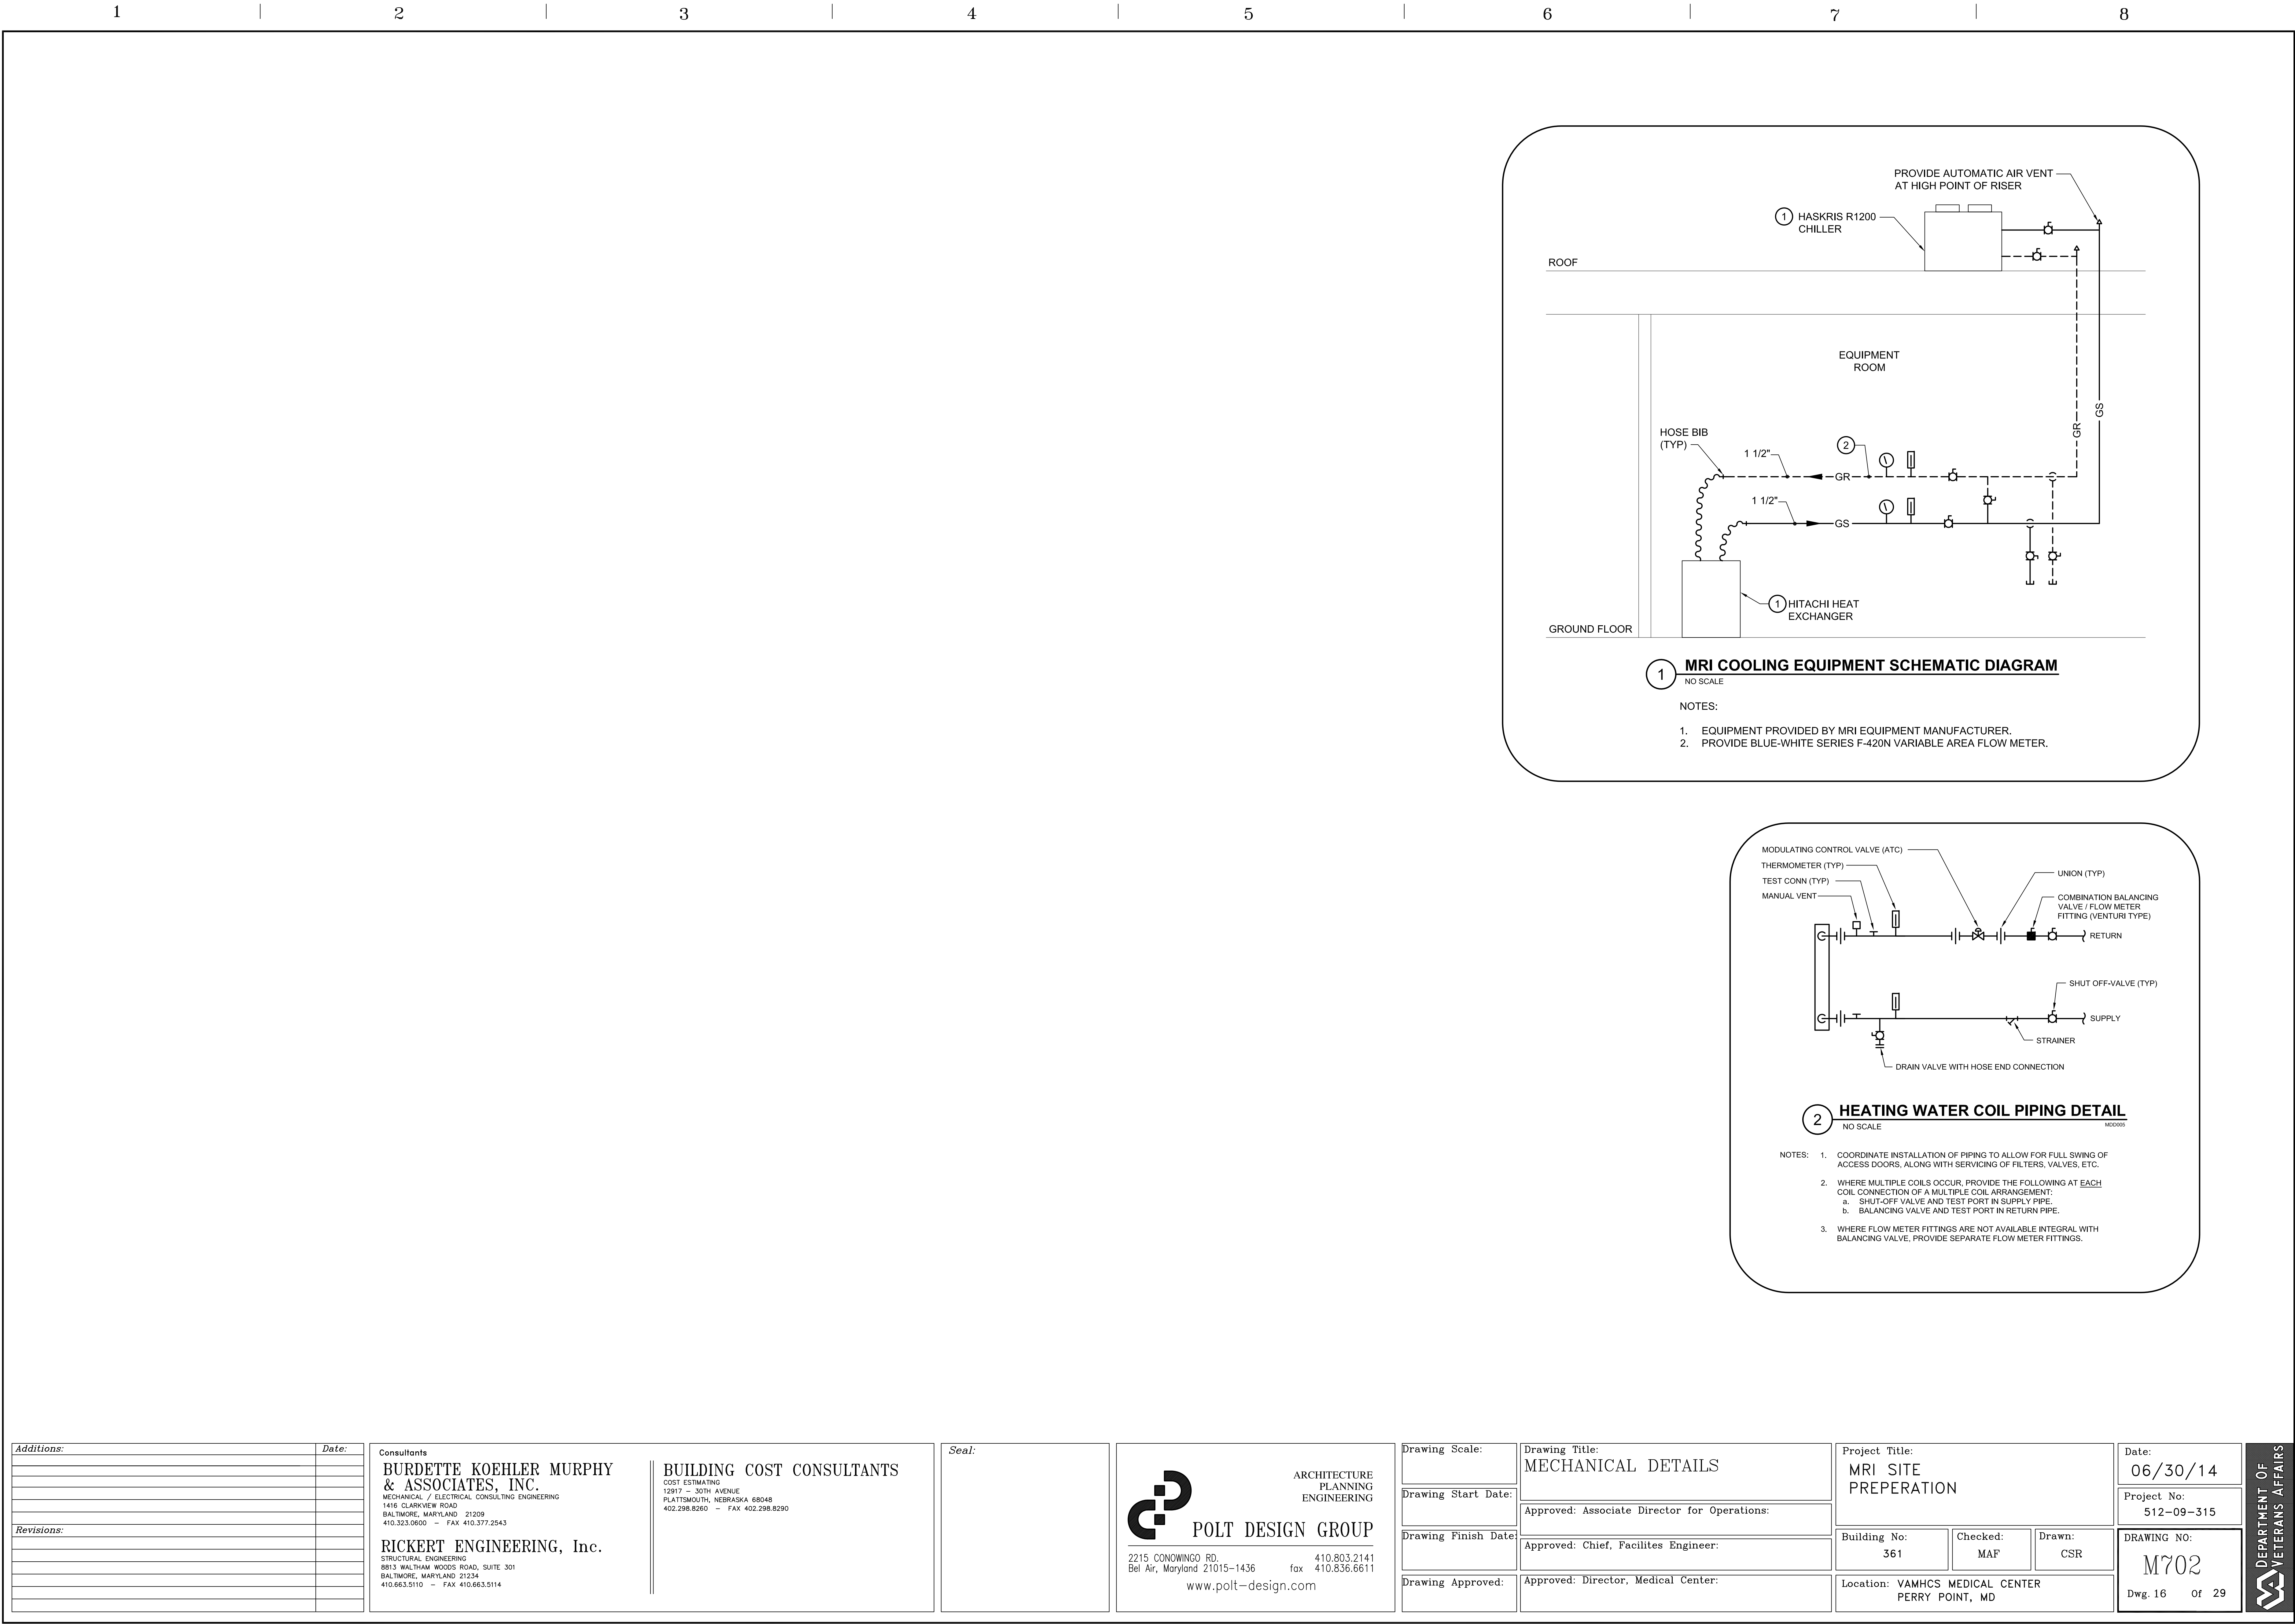 1 2 3 4 5 6 7 8
PROVIDE AUTOMATIC AIR VENT
AT HIGH POINT OF RISER
1 HASKRIS R1200
CHILLER
ROOF
EQUIPMENT
ROOM
GS
GR
HOSE BIB
(TYP)
1 1/2"
2
GR
1 1/2"
GS
1 HITACHI HEAT
EXCHANGER
GROUND FLOOR
1 MRI COOLING EQUIPMENT SCHEMATIC DIAGRAM
NO SCALE
NOTES:
1. EQUIPMENT PROVIDED BY MRI EQUIPMENT MANUFACTURER.
2. PROVIDE BLUE-WHITE SERIES F-420N VARIABLE AREA FLOW METER.
MODULATING CONTROL VALVE (ATC)
THERMOMETER (TYP)
TEST CONN (TYP)
MANUAL VENT
UNION (TYP)
COMBINATION BALANCING
VALVE / FLOW METER
FITTING (VENTURI TYPE)
RETURN
SHUT OFF-VALVE (TYP)
SUPPLY
STRAINER
DRAIN VALVE WITH HOSE END CONNECTION
2 HEATING WATER COIL PIPING DETAIL
NO SCALE
MDD005
NOTES: 1. COORDINATE INSTALLATION OF PIPING TO ALLOW FOR FULL SWING OF
ACCESS DOORS, ALONG WITH SERVICING OF FILTERS, VALVES, ETC.
2. WHERE MULTIPLE COILS OCCUR, PROVIDE THE FOLLOWING AT EACH
COIL CONNECTION OF A MULTIPLE COIL ARRANGEMENT:
a. SHUT-OFF VALVE AND TEST PORT IN SUPPLY PIPE.
b. BALANCING VALVE AND TEST PORT IN RETURN PIPE.
3. WHERE FLOW METER FITTINGS ARE NOT AVAILABLE INTEGRAL WITH
BALANCING VALVE, PROVIDE SEPARATE FLOW METER FITTINGS.
Additions: Date:
Revisions:
Consultants
BURDETTE KOEHLER MURPHY
& ASSOCIATES, INC.
MECHANICAL / ELECTRICAL CONSULTING ENGINEERING
1416 CLARKVIEW ROAD
BALTIMORE, MARYLAND 21209
410.323.0600 - FAX 410.377.2543
RICKERT ENGINEERING, Inc.
STRUCTURAL ENGINEERING
8813 WALTHAM WOODS ROAD, SUITE 301
BALTIMORE, MARYLAND 21234
410.663.5110 - FAX 410.663.5114
BUILDING COST CONSULTANTS
COST ESTIMATING
12917 - 30TH AVENUE
PLATTSMOUTH, NEBRASKA 68048
402.298.8260 - FAX 402.298.8290
Seal:
ARCHITECTURE
PLANNING
ENGINEERING
POLT DESIGN GROUP
2215 CONOWINGO RD. 410.803.2141
Bel Air, Maryland 21015-1436 fax 410.836.6611
www.polt-design.com
Drawing Scale:
Drawing Start Date:
Drawing Finish Date:
Drawing Approved:
Drawing Title:
MECHANICAL DETAILS
Approved: Associate Director for Operations:
Approved: Chief, Facilites Engineer:
Approved: Director, Medical Center:
Project Title:
MRI SITE
PREPERATION
Building No:
361
Checked:
MAF
Drawn:
CSR
Location: VAMHCS MEDICAL CENTER
PERRY POINT, MD
Date:
06/30/14
Project No:
512-09-315
DRAWING NO:
M702
Dwg. 16 Of 29
DEPARTMENT OF
VETERANS AFFAIRS